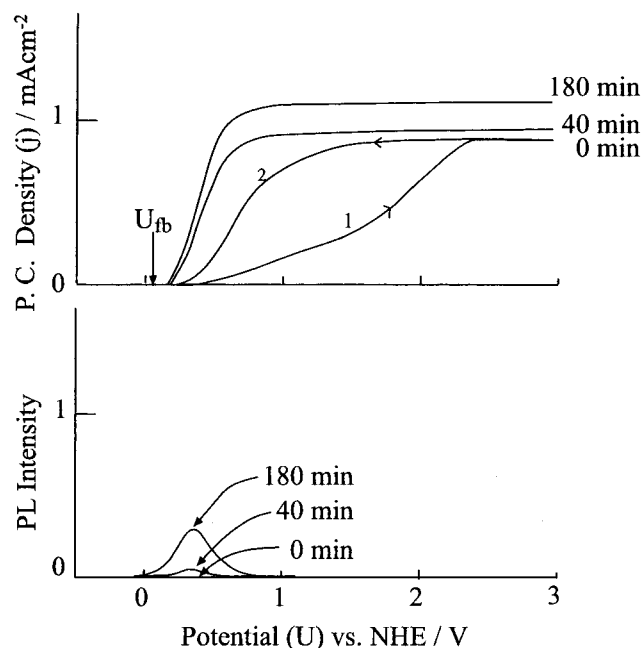 P. C. Density (j) / mAcm-2
1
0
U_fb
180 min
40 min
0 min
2
1
PL Intensity
1
0
180 min
40 min
0 min
0 1 2 3
Potential (U) vs. NHE / V